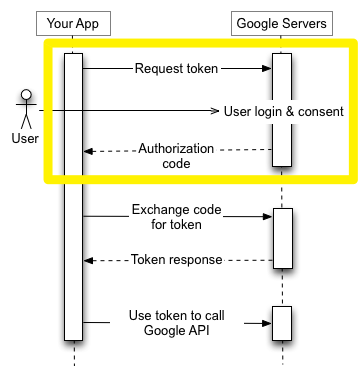 Your App
Google Servers
Request token
User login & consent
User
Authorization
code
Exchange code
for token
Token response
Use token to call
Google API